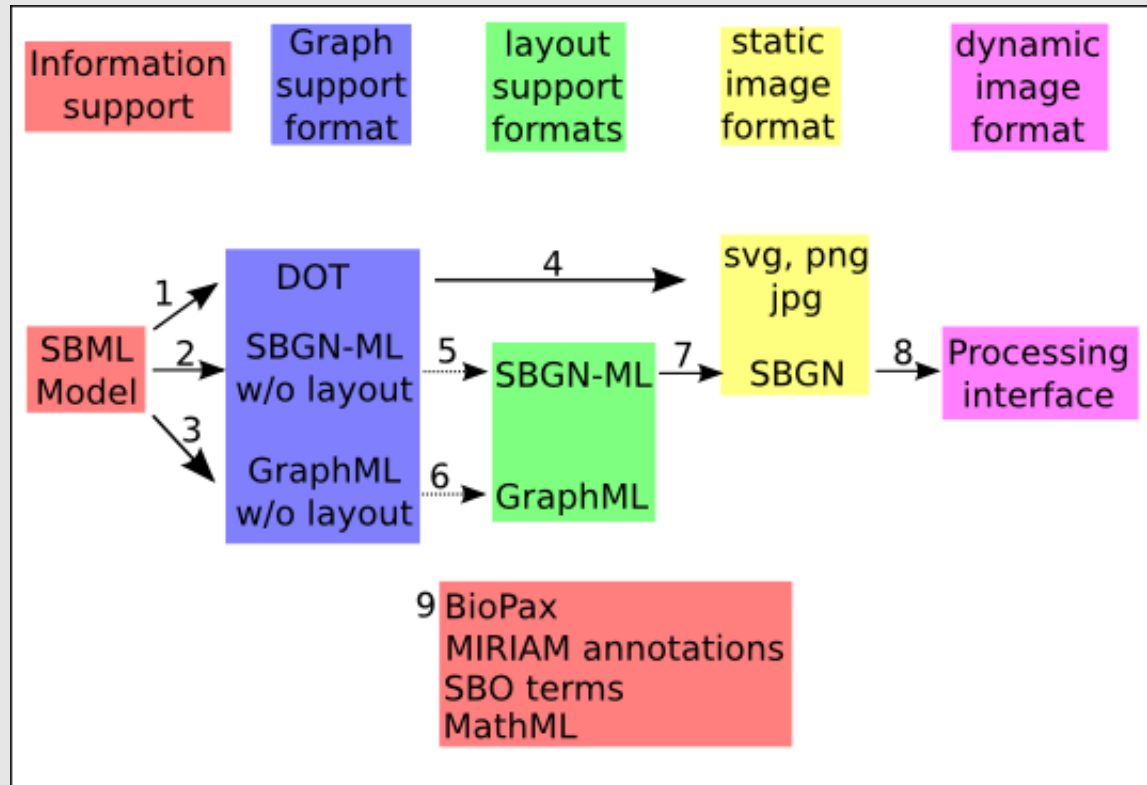 Information
support
Graph
support
format
layout
support
formats
static
image
format
dynamic
image
format
1
2
3
SBML
Model
DOT
SBGN-ML
w/o layout
GraphML
w/o layout
4
5
6
SBGN-ML
GraphML
7
svg, png
jpg
SBGN
8
Processing
interface
9
BioPax
MIRIAM annotations
SBO terms
MathML